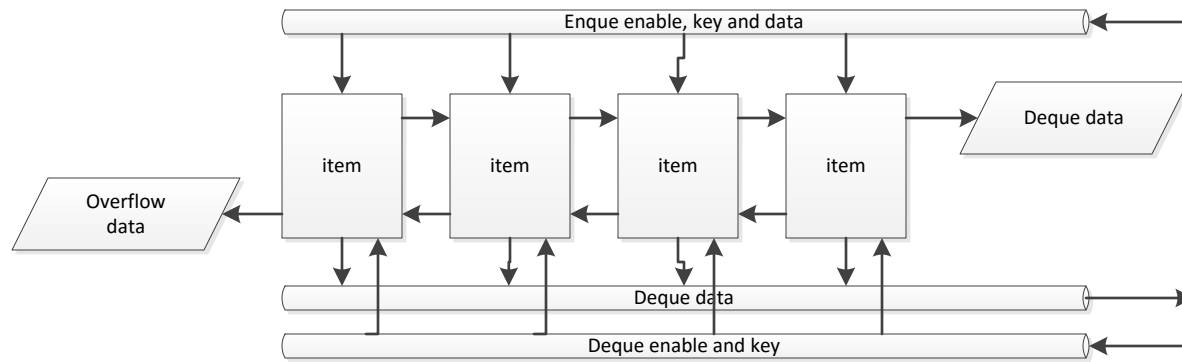 Enque enable, key and data
Deque data
item
item
item
item
Overflow
data
Deque data
Deque enable and key